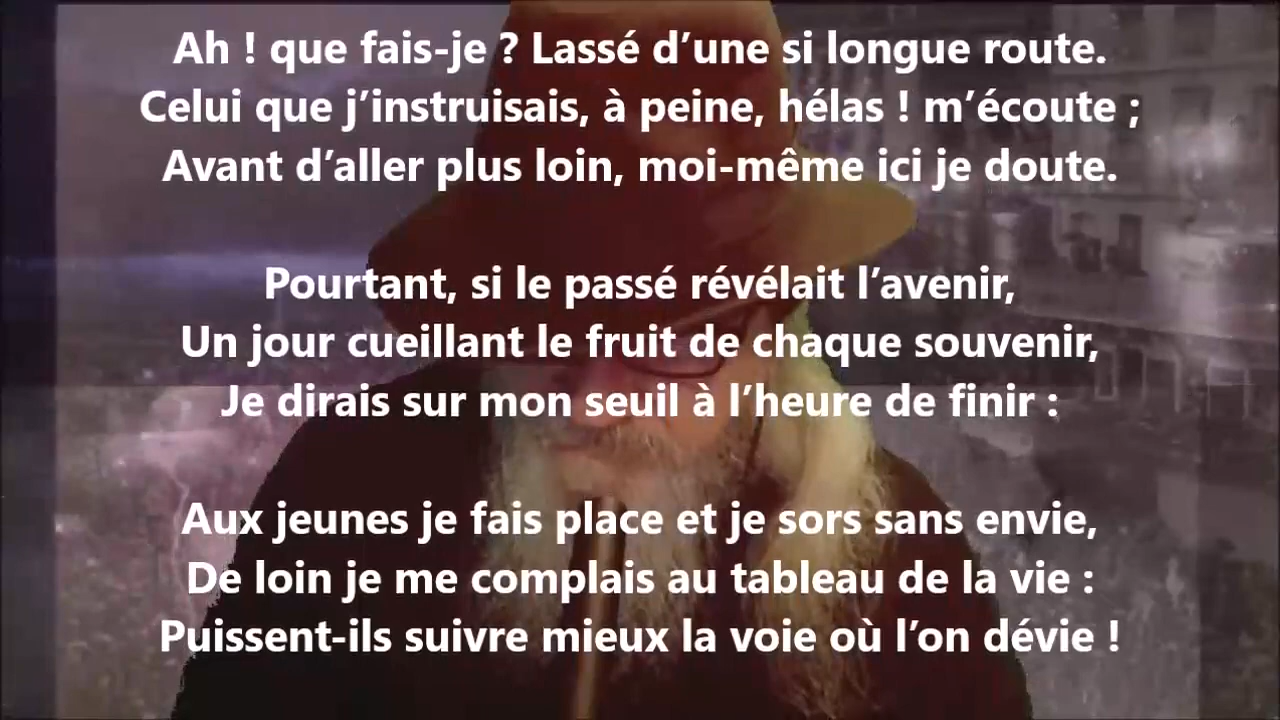 Ah ! que fais-je ? Lassé d’une si longue route.
Celui que j’instruisais, à peine, hélas ! m’écoute ;
Avant d’aller plus loin, moi-même ici je doute.
Pourtant, si le passé révélait l’avenir,
Un jour cueillant le fruit de chaque souvenir,
Je dirais sur mon seuil à l’heure de finir :
Aux jeunes je fais place et je sors sans envie,
De loin je me complais au tableau de la vie :
Puissent-ils suivre mieux la voie où l’on dévie !